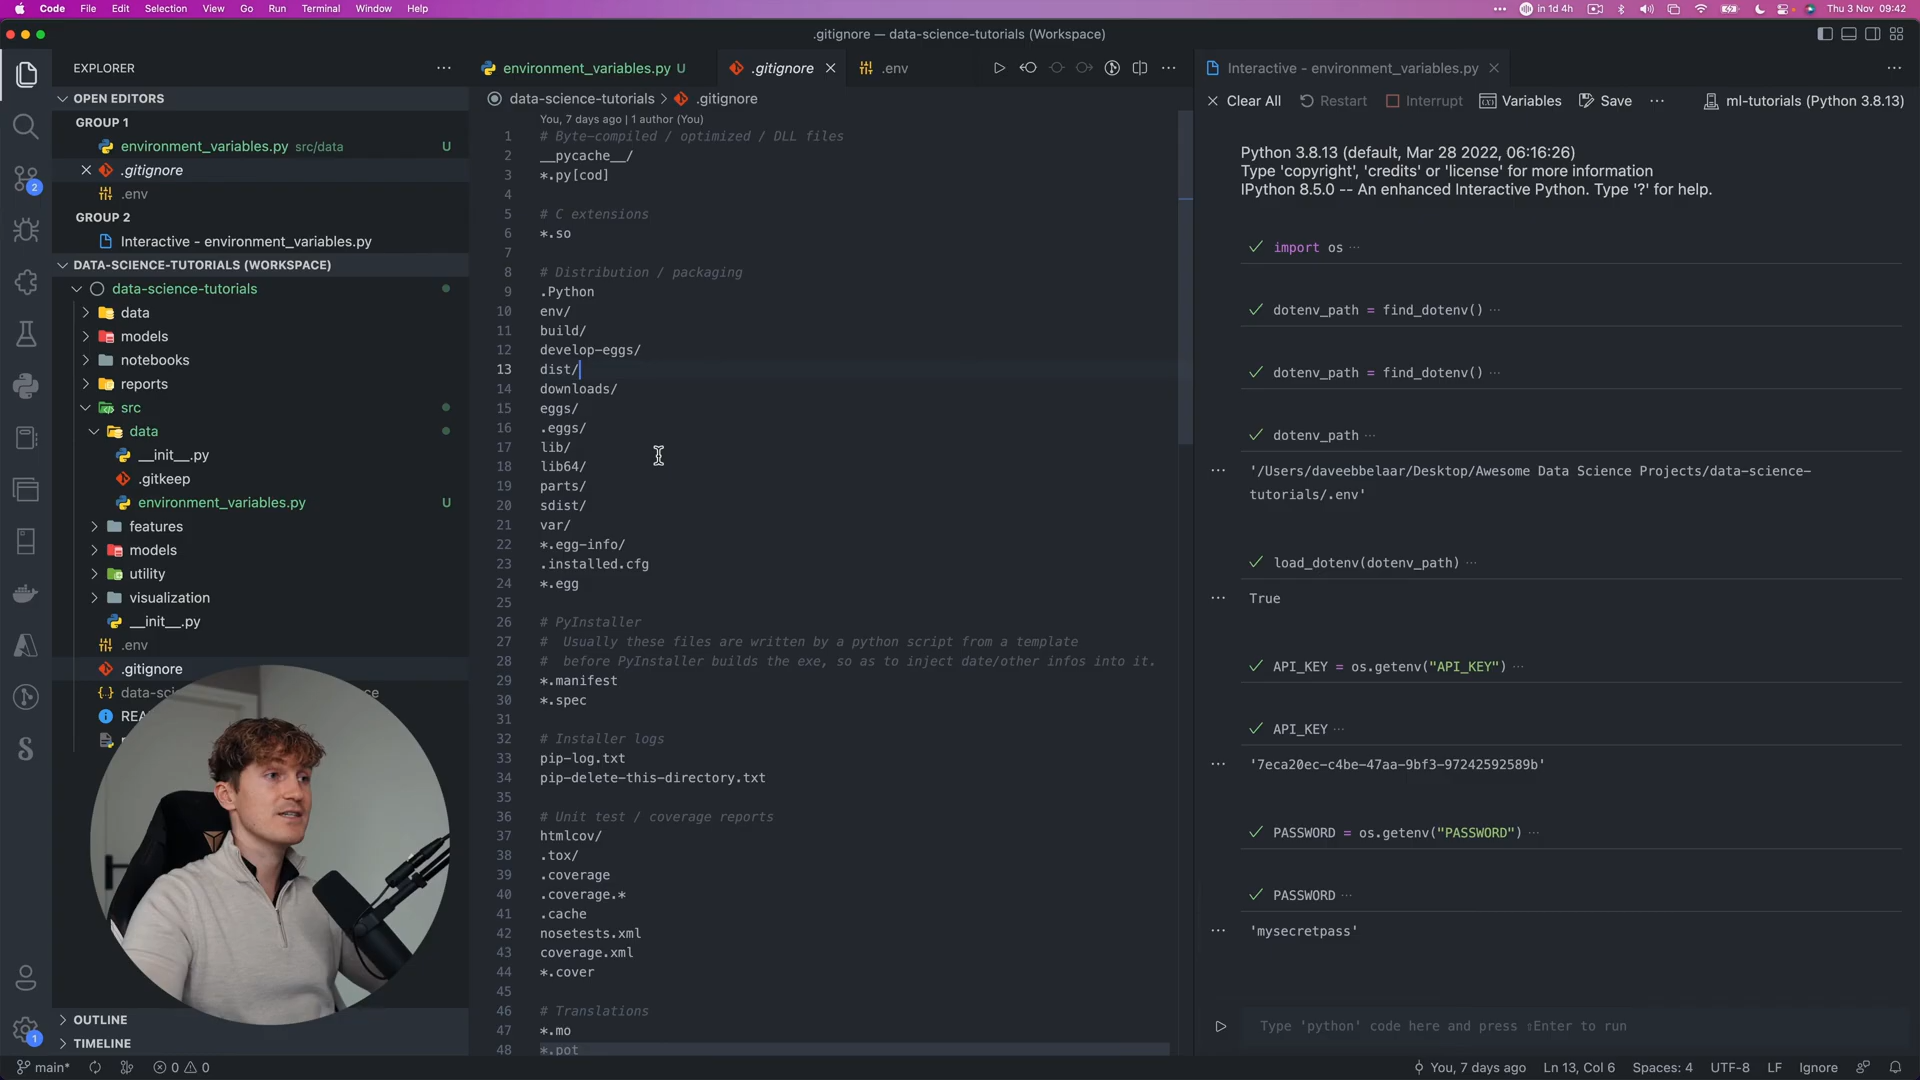 Code File Edit Selection View Go Run Terminal Window Help
in 1d 4h Thu 3 Nov 09:42
.gitignore — data-science-tutorials (Workspace)
EXPLORER
OPEN EDITORS
GROUP 1
environment_variables.py src/data U
.gitignore
.env
GROUP 2
Interactive - environment_variables.py
DATA-SCIENCE-TUTORIALS (WORKSPACE)
data-science-tutorials
data
models
notebooks
reports
src
data
__init__.py
.gitkeep
environment_variables.py U
features
models
utility
visualization
__init__.py
.env
.gitignore
OUTLINE
TIMELINE
environment_variables.py U
.gitignore
.env
data-science-tutorials > .gitignore
You, 7 days ago | 1 author (You)
1 # Byte-compiled / optimized / DLL files
2 __pycache__/
3 *.py[cod]
4
5 # C extensions
6 *.so
7
8 # Distribution / packaging
9 .Python
10 env/
11 build/
12 develop-eggs/
13 dist/
14 downloads/
15 eggs/
16 .eggs/
17 lib/
18 lib64/
19 parts/
20 sdist/
21 var/
22 *.egg-info/
23 .installed.cfg
24 *.egg
25
26 # PyInstaller
27 #  Usually these files are written by a python script from a template
28 #  before PyInstaller builds the exe, so as to inject date/other infos into it.
29 *.manifest
30 *.spec
31
32 # Installer logs
33 pip-log.txt
34 pip-delete-this-directory.txt
35
36 # Unit test / coverage reports
37 htmlcov/
38 .tox/
39 .coverage
40 .coverage.*
41 .cache
42 nosetests.xml
43 coverage.xml
44 *.cover
45
46 # Translations
47 *.mo
48 *.pot
Interactive - environment_variables.py
Clear All Restart Interrupt Variables Save ··· ml-tutorials (Python 3.8.13)
Python 3.8.13 (default, Mar 28 2022, 06:16:26)
Type 'copyright', 'credits' or 'license' for more information
IPython 8.5.0 -- An enhanced Interactive Python. Type '?' for help.
import os ···
dotenv_path = find_dotenv() ···
dotenv_path = find_dotenv() ···
dotenv_path ···
'/Users/daveebbelaar/Desktop/Awesome Data Science Projects/data-science-
tutorials/.env'
load_dotenv(dotenv_path) ···
True
API_KEY = os.getenv("API_KEY") ···
API_KEY ···
'7eca20ec-c4be-47aa-9bf3-97242592589b'
PASSWORD = os.getenv("PASSWORD") ···
PASSWORD ···
'mysecretpass'
Type 'python' code here and press ⇧Enter to run
main* 0 0
You, 7 days ago Ln 13, Col 6 Spaces: 4 UTF-8 LF Ignore
2
1